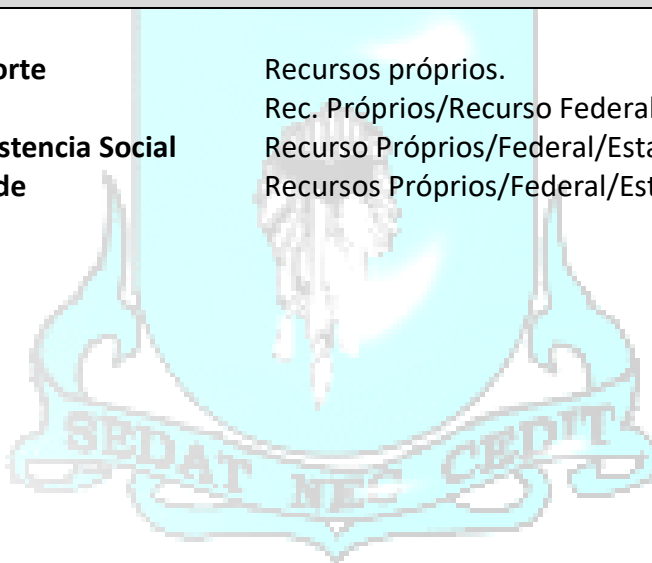 orte Recursos próprios.
Rec. Próprios/Recurso Federal
stencia Social Recurso Próprios/Federal/Esta
de Recursos Próprios/Federal/Est
SEDAT NEC CEDIT